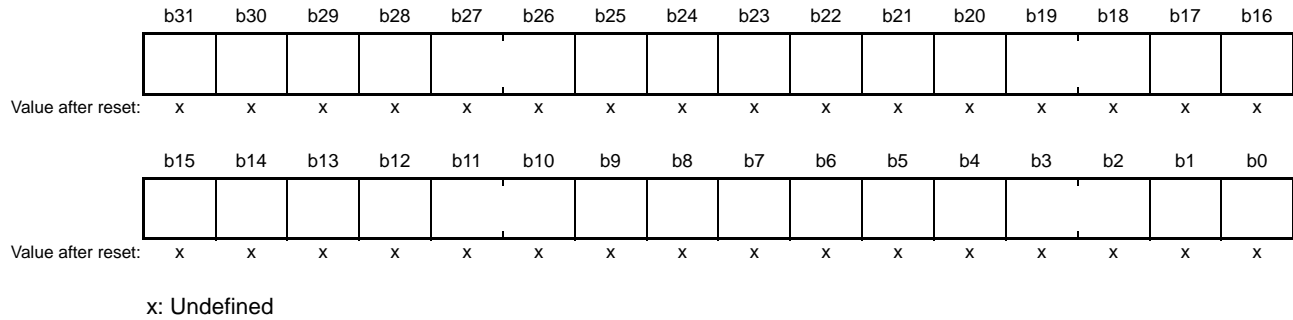 b31 b30 b29 b28 b27 b26 b25 b24 b23 b22 b21 b20 b19 b18 b17 b16
Value after reset: x x x x x x x x x x x x x x x x
b15 b14 b13 b12 b11 b10 b9 b8 b7 b6 b5 b4 b3 b2 b1 b0
Value after reset: x x x x x x x x x x x x x x x x
x: Undefined